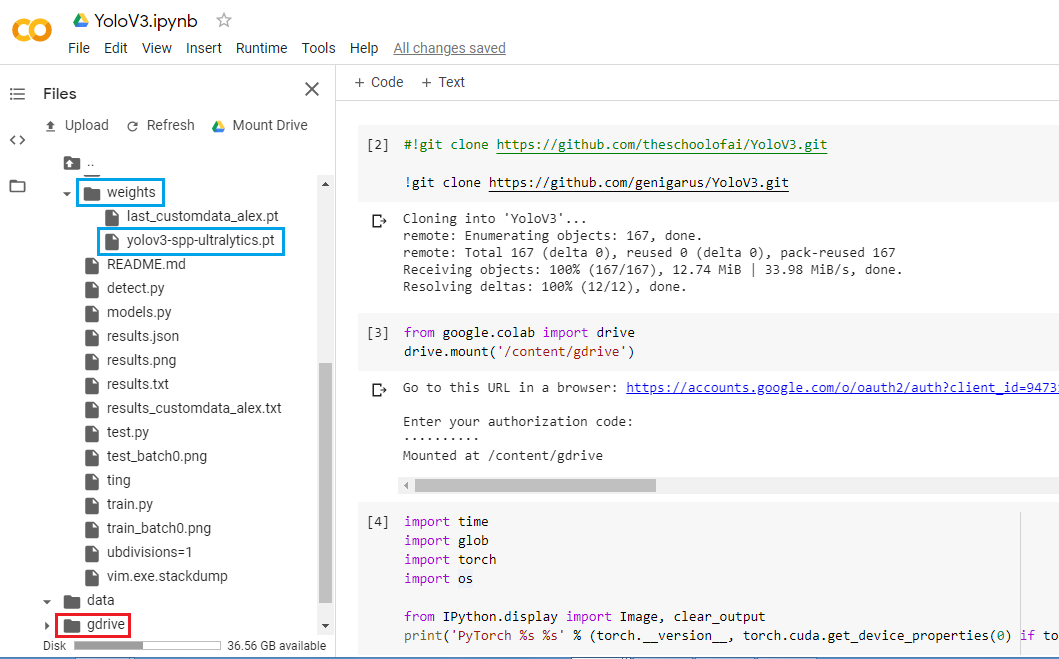 YoloV3.ipynb
File Edit View Insert Runtime Tools Help All changes saved
Files
Upload Refresh Mount Drive
..
weights
last_customdata_alex.pt
yolov3-spp-ultralytics.pt
README.md
detect.py
models.py
results.json
results.png
results.txt
results_customdata_alex.txt
test.py
test_batch0.png
ting
train.py
train_batch0.png
ubdivisions=1
vim.exe.stackdump
data
gdrive
Disk 36.56 GB available
+ Code + Text
[2] #!git clone https://github.com/theschoolofai/YoloV3.git
!git clone https://github.com/genigarus/YoloV3.git
Cloning into 'YoloV3'...
remote: Enumerating objects: 167, done.
remote: Total 167 (delta 0), reused 0 (delta 0), pack-reused 167
Receiving objects: 100% (167/167), 12.74 MiB | 33.98 MiB/s, done.
Resolving deltas: 100% (12/12), done.
[3] from google.colab import drive
drive.mount('/content/gdrive')
Go to this URL in a browser: https://accounts.google.com/o/oauth2/auth?client_id=9473
Enter your authorization code:
··········
Mounted at /content/gdrive
[4] import time
import glob
import torch
import os
from IPython.display import Image, clear_output
print('PyTorch %s %s' % (torch.__version__, torch.cuda.get_device_properties(0) if to